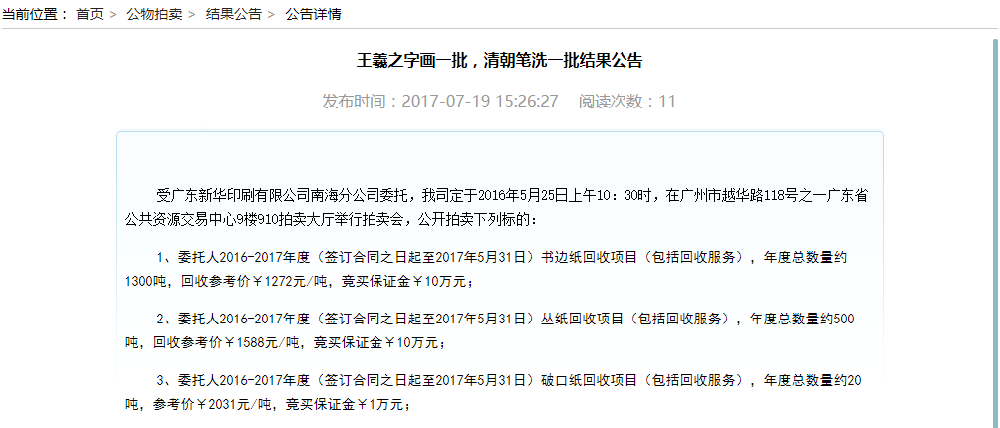 当前位置： 首页 > 公物拍卖 > 结果公告 > 公告详情
王羲之字画一批，清朝笔洗一批结果公告
发布时间：2017-07-19 15:26:27 阅读次数：11
受广东新华印刷有限公司南海分公司委托，我司定于2016年5月25日上午10：30时，在广州市越华路118号之一广东省
公共资源交易中心9楼910拍卖大厅举行拍卖会，公开拍卖下列标的：
1、委托人2016-2017年度（签订合同之日起至2017年5月31日）书边纸回收项目（包括回收服务），年度总数量约
1300吨，回收参考价￥1272元/吨，竞买保证金￥10万元；
2、委托人2016-2017年度（签订合同之日起至2017年5月31日）丛纸回收项目（包括回收服务），年度总数量约500
吨，回收参考价￥1588元/吨，竞买保证金￥10万元；
3、委托人2016-2017年度（签订合同之日起至2017年5月31日）破口纸回收项目（包括回收服务），年度总数量约20
吨，参考价￥2031元/吨，竞买保证金￥1万元；